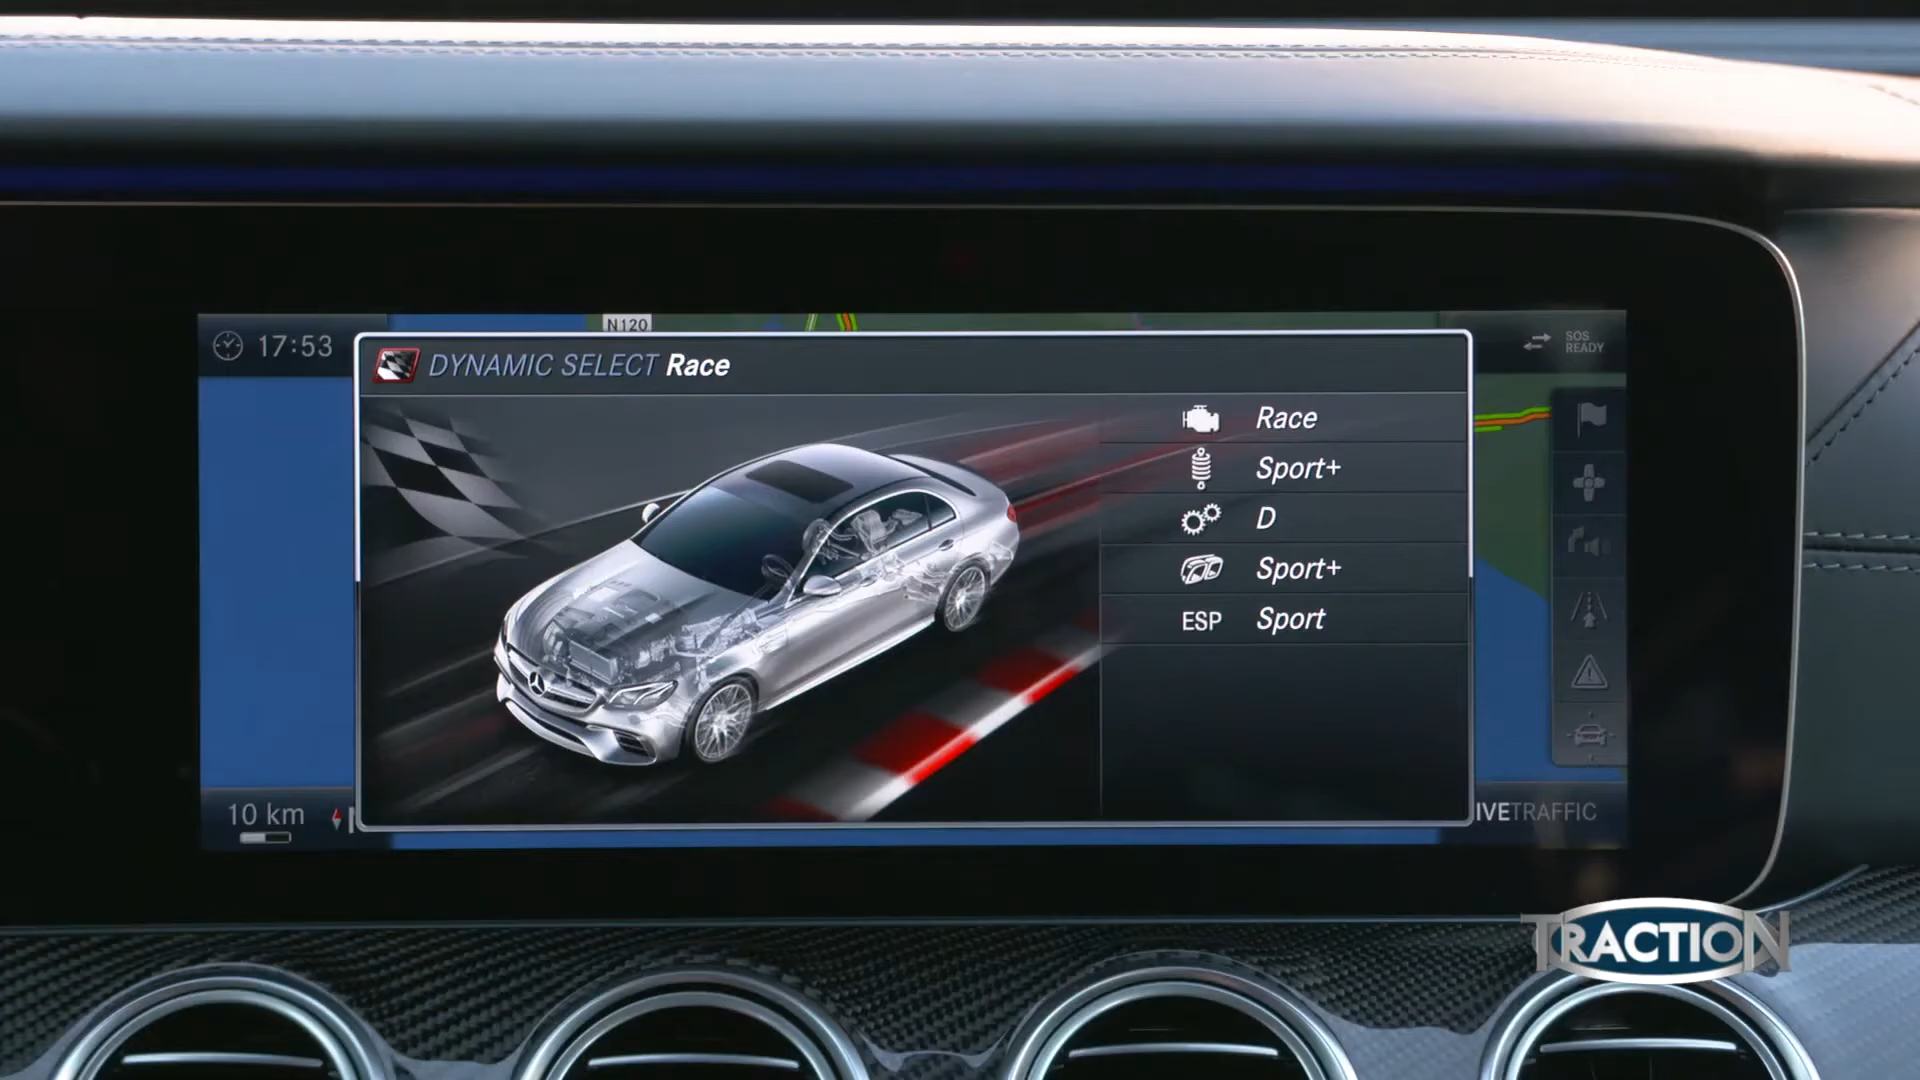 N120
17:53
SOS
READY
DYNAMIC SELECT Race
Race
Sport+
D
Sport+
ESP Sport
10 km
IVETRAFFIC
TRACTION